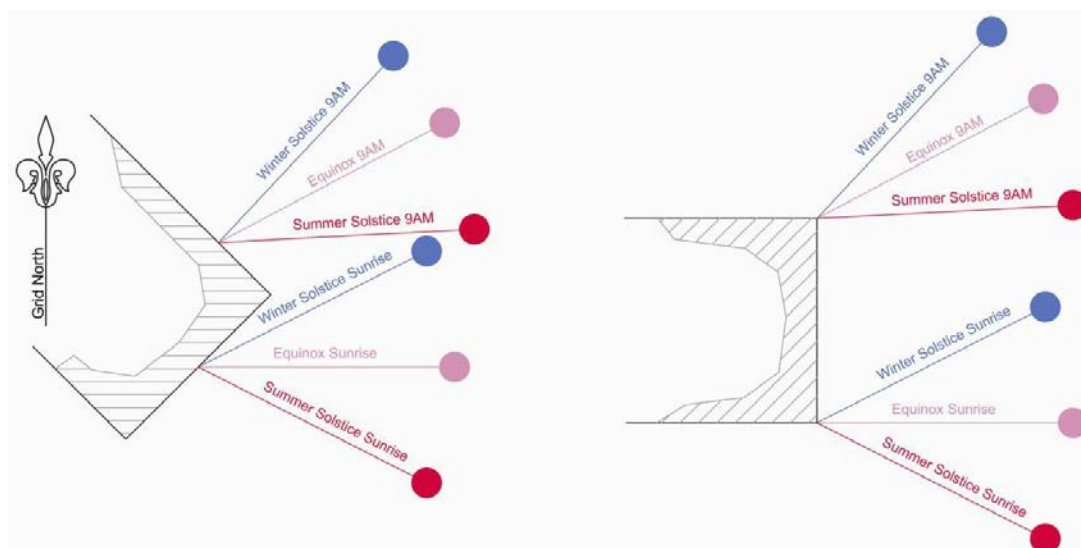 Winter Solstice 9AM
Equinox 9AM
Summer Solstice 9AM
Winter Solstice Sunrise
Equinox Sunrise
Summer Solstice Sunrise
Grid North
Winter Solstice 9AM
Equinox 9AM
Summer Solstice 9AM
Winter Solstice Sunrise
Equinox Sunrise
Summer Solstice Sunrise